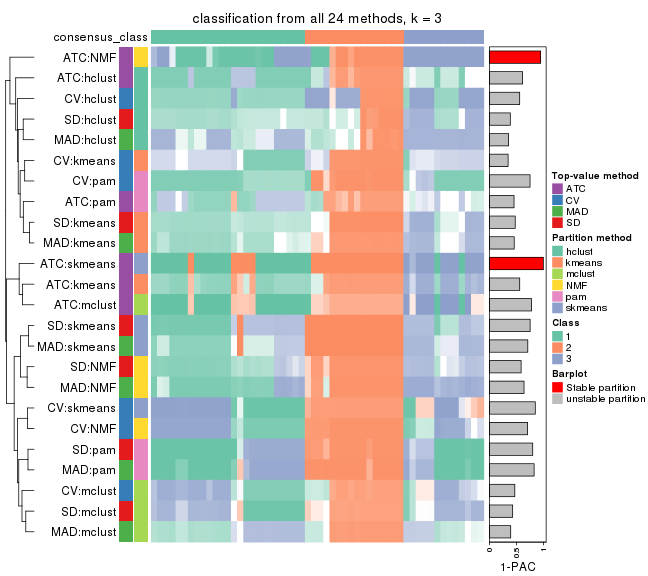 classification from all 24 methods, k = 3
consensus_class
ATC:NMF
ATC:hclust
CV:hclust
SD:hclust
MAD:hclust
CV:kmeans
CV:pam
ATC:pam
SD:kmeans
MAD:kmeans
ATC:skmeans
ATC:kmeans
ATC:mclust
SD:skmeans
MAD:skmeans
SD:NMF
MAD:NMF
CV:skmeans
CV:NMF
SD:pam
MAD:pam
CV:mclust
SD:mclust
MAD:mclust
0
0.5
1
1-PAC
Top-value method
ATC
CV
MAD
SD
Partition method
hclust
kmeans
mclust
NMF
pam
skmeans
Class
1
2
3
Barplot
Stable partition
unstable partition